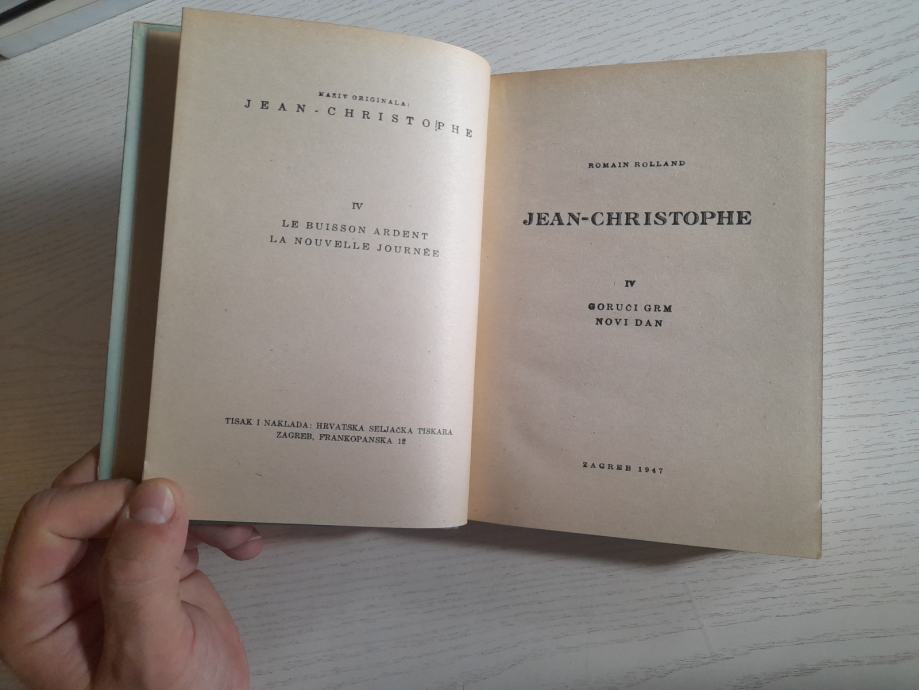 NAZIV ORIGINALA:
JEAN-CHRISTOPHE
IV
LE BUISSON ARDENT
LA NOUVELLE JOURNÉE
TISAK I NAKLADA: HRVATSKA SELJAČKA TISKARA
ZAGREB, FRANKOPANSKA 12
ROMAIN ROLLAND
JEAN-CHRISTOPHE
IV
GORUĆI GRM
NOVI DAN
ZAGREB 1947